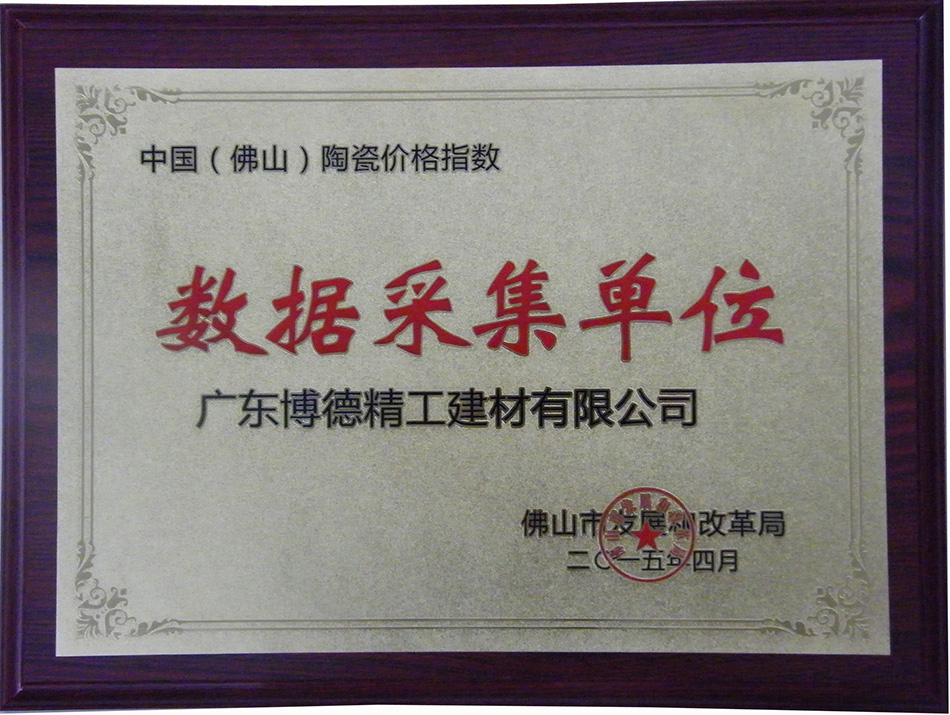 中国（佛山）陶瓷价格指数
数据采集单位
广东博德精工建材有限公司
佛山市发展和改革局
二〇一五年四月